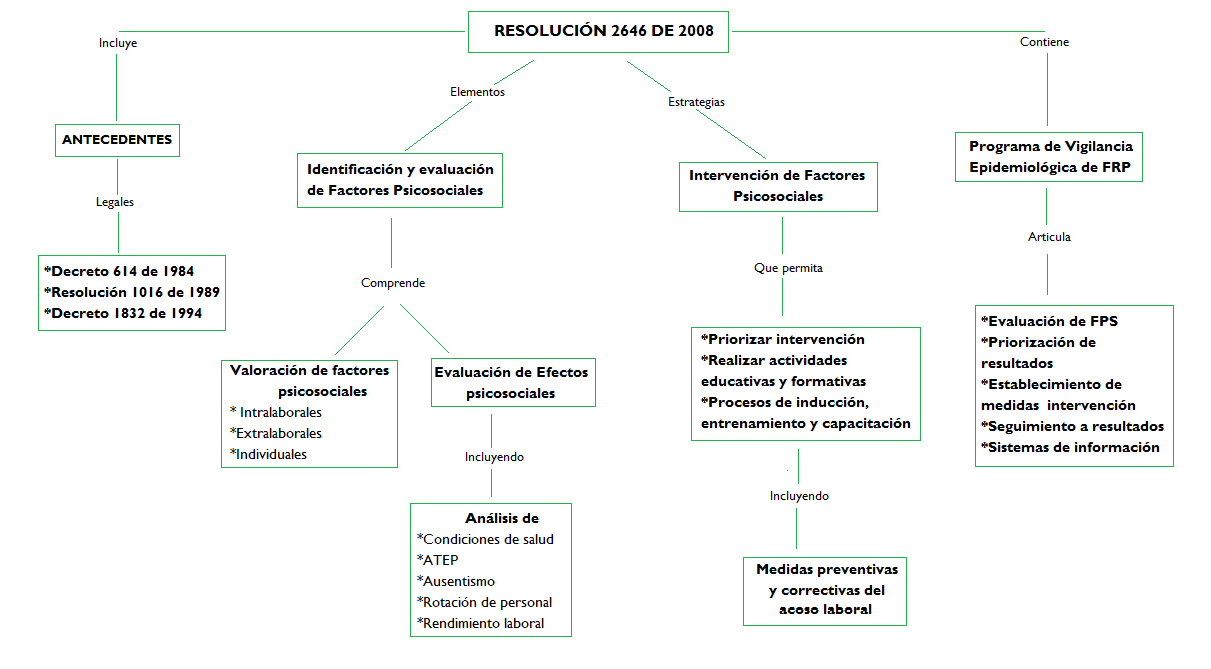 RESOLUCIÓN 2646 DE 2008
Incluye
Contiene
Elementos
Estrategias
ANTECEDENTES
Legales
*Decreto 614 de 1984
*Resolución 1016 de 1989
*Decreto 1832 de 1994
Identificación y evaluación
de Factores Psicosociales
Comprende
Valoración de factores
psicosociales
* Intralaborales
*Extralaborales
*Individuales
Evaluación de Efectos
psicosociales
Incluyendo
Análisis de
*Condiciones de salud
*ATEP
*Ausentismo
*Rotación de personal
*Rendimiento laboral
Intervención de Factores
Psicosociales
Que permita
*Priorizar intervención
*Realizar actividades
educativas y formativas
*Procesos de inducción,
entrenamiento y capacitación
Incluyendo
Medidas preventivas
y correctivas del
acoso laboral
Programa de Vigilancia
Epidemiológica de FRP
Articula
*Evaluación de FPS
*Priorización de
resultados
*Establecimiento de
medidas intervención
*Seguimiento a resultados
*Sistemas de información